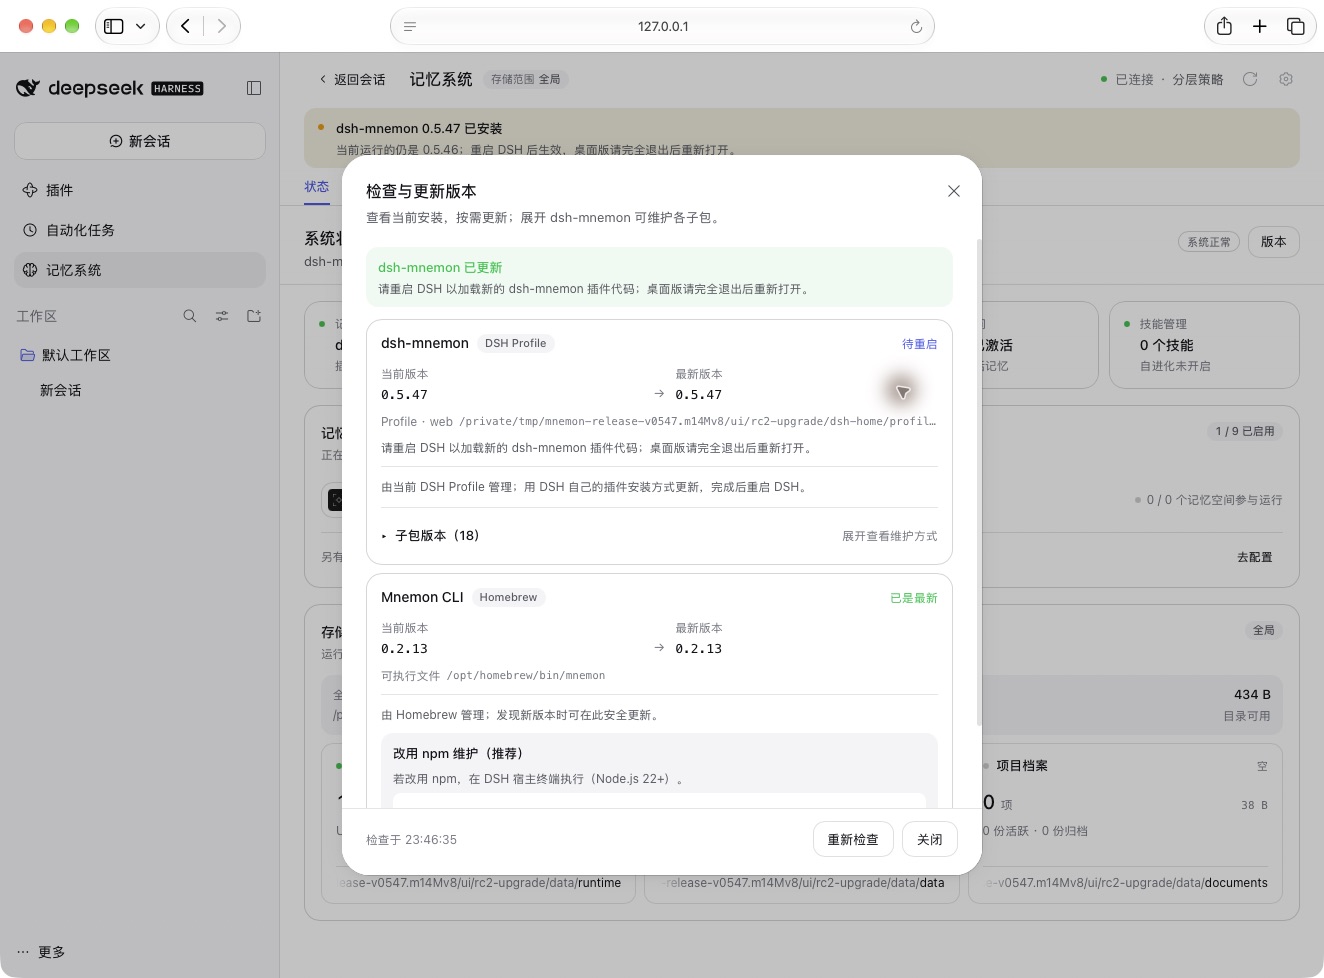 127.0.0.1
deepseek HARNESS
新会话
插件
自动化任务
记忆系统
工作区
默认工作区
新会话
更多
返回会话
记忆系统
存储范围 全局
已连接 · 分层策略
dsh-mnemon 0.5.47 已安装
当前运行的仍是 0.5.46；重启 DSH 后生效，桌面版请完全退出后重新打开。
状态
系统
dsh-m
系统正常
版本
技能管理
0 个技能
自进化未开启
1 / 9 已启用
0 / 0 个记忆空间参与运行
去配置
全局
434 B
目录可用
项目档案
空
0 项
38 B
0 份活跃 · 0 份归档
ease-v0547.m14Mv8/ui/rc2-upgrade/data/runtime
-release-v0547.m14Mv8/ui/rc2-upgrade/data/data
e-v0547.m14Mv8/ui/rc2-upgrade/data/documents
检查与更新版本
查看当前安装，按需更新；展开 dsh-mnemon 可维护各子包。
dsh-mnemon 已更新
请重启 DSH 以加载新的 dsh-mnemon 插件代码；桌面版请完全退出后重新打开。
dsh-mnemon
DSH Profile
待重启
当前版本
最新版本
0.5.47
→ 0.5.47
Profile · web /private/tmp/mnemon-release-v0547.m14Mv8/ui/rc2-upgrade/dsh-home/profil…
请重启 DSH 以加载新的 dsh-mnemon 插件代码；桌面版请完全退出后重新打开。
由当前 DSH Profile 管理；用 DSH 自己的插件安装方式更新，完成后重启 DSH。
子包版本（18）
展开查看维护方式
Mnemon CLI
Homebrew
已是最新
当前版本
最新版本
0.2.13
→ 0.2.13
可执行文件 /opt/homebrew/bin/mnemon
由 Homebrew 管理；发现新版本时可在此安全更新。
改用 npm 维护（推荐）
若改用 npm，在 DSH 宿主终端执行（Node.js 22+）。
检查于 23:46:35
重新检查
关闭